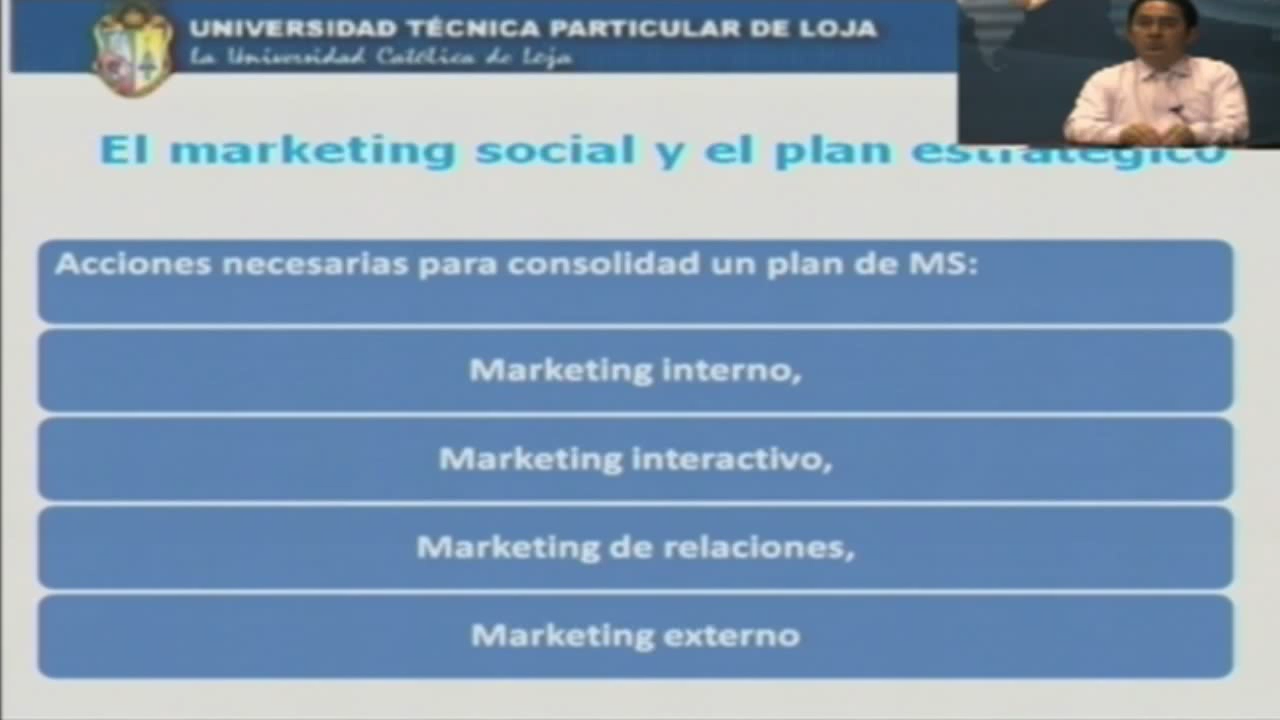 UNIVERSIDAD TÉCNICA PARTICULAR DE LOJA
La Universidad Católica de Loja
El marketing social y el plan estratégico
Acciones necesarias para consolidad un plan de MS:
Marketing interno,
Marketing interactivo,
Marketing de relaciones,
Marketing externo